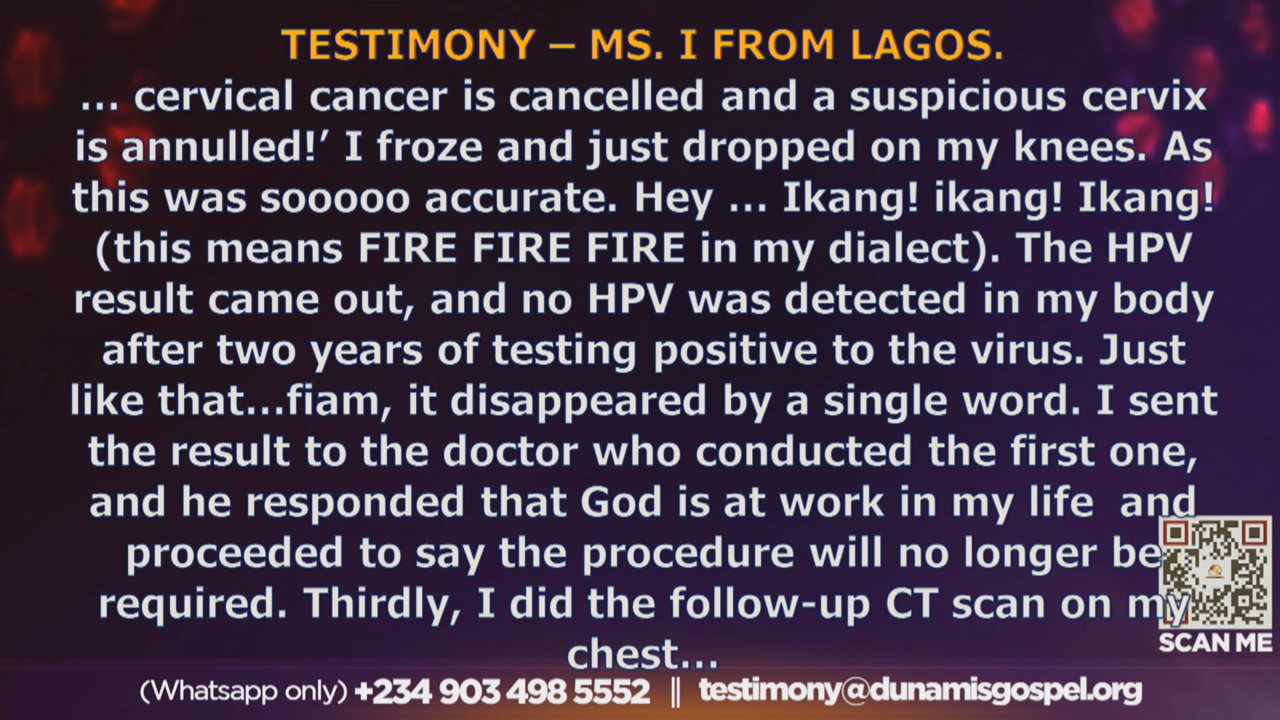 TESTIMONY – MS. I FROM LAGOS.
... cervical cancer is cancelled and a suspicious cervix
is annulled!’ I froze and just dropped on my knees. As
this was sooooo accurate. Hey ... Ikang! ikang! Ikang!
(this means FIRE FIRE FIRE in my dialect). The HPV
result came out, and no HPV was detected in my body
after two years of testing positive to the virus. Just
like that...fiam, it disappeared by a single word. I sent
the result to the doctor who conducted the first one,
and he responded that God is at work in my life  and
proceeded to say the procedure will no longer be
required. Thirdly, I did the follow-up CT scan on my
chest...
SCAN ME
(Whatsapp only) +234 903 498 5552 || testimony@dunamisgospel.org